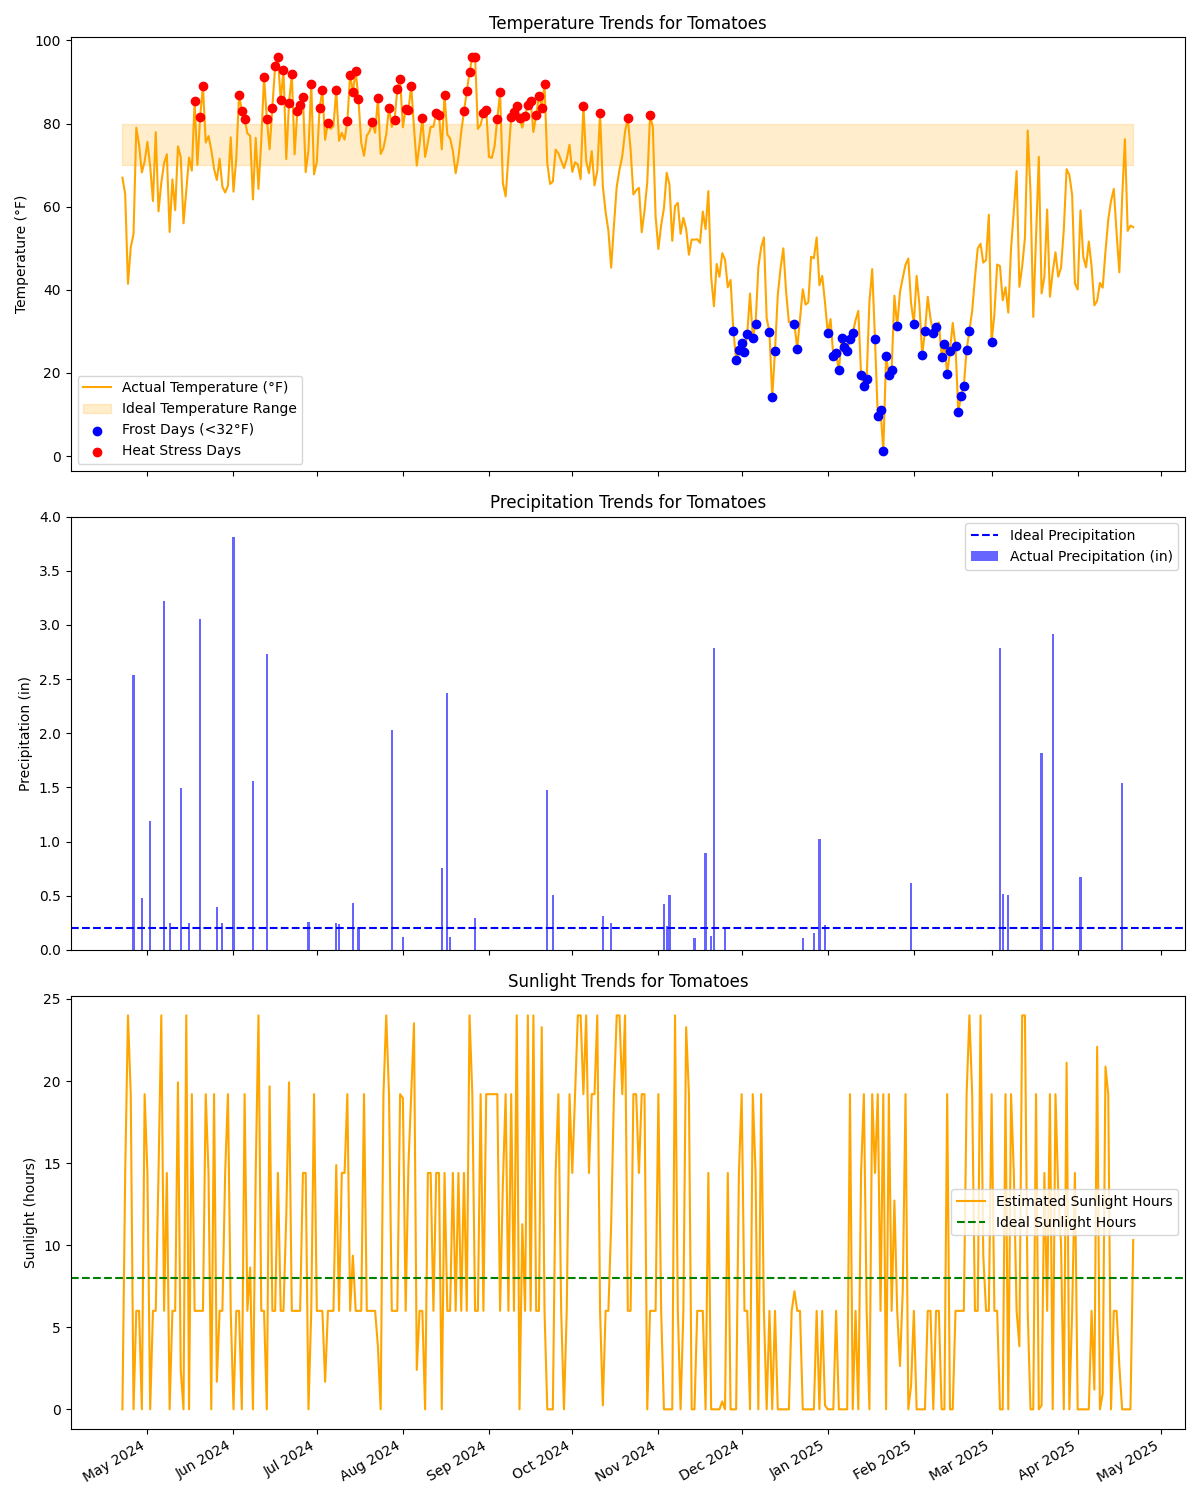 Temperature Trends for Tomatoes
100
80
60
40
20
0
Temperature (°F)
Actual Temperature (°F)
Ideal Temperature Range
Frost Days (<32°F)
Heat Stress Days
Precipitation Trends for Tomatoes
4.0
3.5
3.0
2.5
2.0
1.5
1.0
0.5
0.0
Precipitation (in)
Ideal Precipitation
Actual Precipitation (in)
Sunlight Trends for Tomatoes
25
20
15
10
5
0
Sunlight (hours)
Estimated Sunlight Hours
Ideal Sunlight Hours
May 2024
Jun 2024
Jul 2024
Aug 2024
Sep 2024
Oct 2024
Nov 2024
Dec 2024
Jan 2025
Feb 2025
Mar 2025
Apr 2025
May 2025